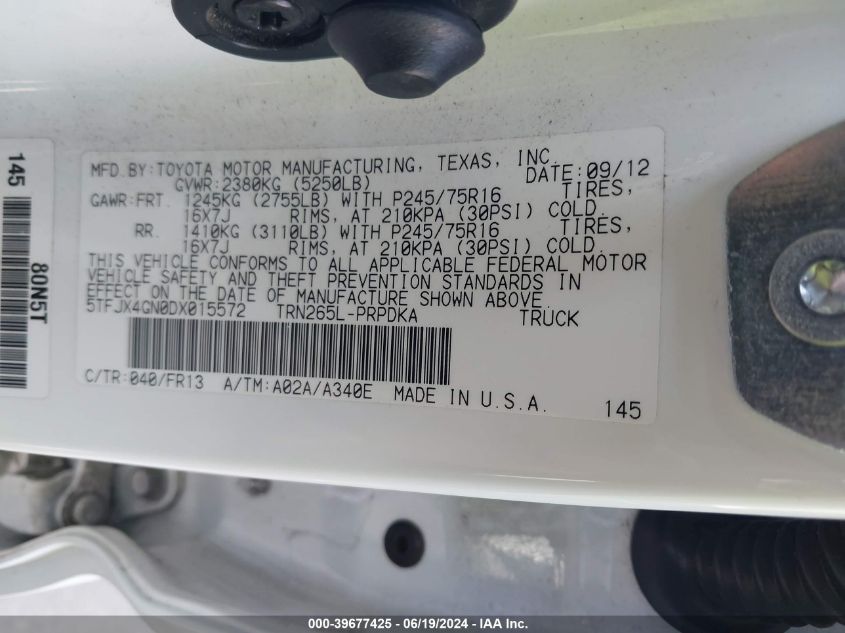 MFD.BY:TOYOTA MOTOR MANUFACTURING, TEXAS, INC. DATE:09/12
GVWR:2380KG (5250LB)
GAWR:FRT. 1245KG (2755LB) WITH P245/75R16 TIRES,
16X7J RIMS, AT 210KPA (30PSI) COLD.
RR. 1410KG (3110LB) WITH P245/75R16 TIRES,
16X7J RIMS, AT 210KPA (30PSI) COLD.
THIS VEHICLE CONFORMS TO ALL APPLICABLE FEDERAL MOTOR
VEHICLE SAFETY AND THEFT PREVENTION STANDARDS IN
EFFECT ON THE DATE OF MANUFACTURE SHOWN ABOVE.
5TFJX4GN0DX015572 TRN265L-PRPDKA TRUCK
C/TR:040/FR13 A/TM:A02A/A340E MADE IN U.S.A. 145
145 80N5T
000-39677425 - 06/19/2024 - IAA Inc.